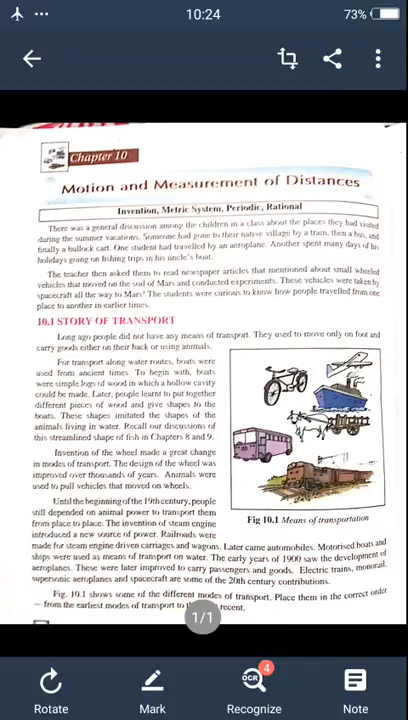 10:24
73%
Chapter 10
Motion and Measurement of Distances
Invention, Metric System, Periodic, Rational
There was a general discussion among the children in a class about the places they had visited
during the summer vacations. Someone had gone to their native village by a train, then a bus, and
finally a bullock cart. One student had travelled by an aeroplane. Another spent many days of his
holidays going on fishing trips in his uncle's boat.
The teacher then asked them to read newspaper articles that mentioned about small wheeled
vehicles that moved on the soil of Mars and conducted experiments. These vehicles were taken by
spacecraft all the way to Mars! The students were curious to know how people travelled from one
place to another in earlier times.
10.1 STORY OF TRANSPORT
Long ago people did not have any means of transport. They used to move only on foot and
carry goods either on their back or using animals.
For transport along water routes, boats were
used from ancient times. To begin with, boats
were simple logs of wood in which a hollow cavity
could be made. Later, people learnt to put together
different pieces of wood and give shapes to the
boats. These shapes imitated the shapes of the
animals living in water. Recall our discussions of
this streamlined shape of fish in Chapters 8 and 9.
Invention of the wheel made a great change
in modes of transport. The design of the wheel was
improved over thousands of years. Animals were
used to pull vehicles that moved on wheels.
Until the beginning of the 19th century, people
still depended on animal power to transport them
from place to place. The invention of steam engine
introduced a new source of power. Railroads were
made for steam engine driven carriages and wagons. Later came automobiles. Motorised boats and
ships were used as means of transport on water. The early years of 1900 saw the development of
aeroplanes. These were later improved to carry passengers and goods. Electric trains, monorail,
supersonic aeroplanes and spacecraft are some of the 20th century contributions.
Fig 10.1 Means of transportation
Fig. 10.1 shows some of the different modes of transport. Place them in the correct order
— from the earliest modes of transport to recent.
1/1
OCR
4
Rotate
Mark
Recognize
Note